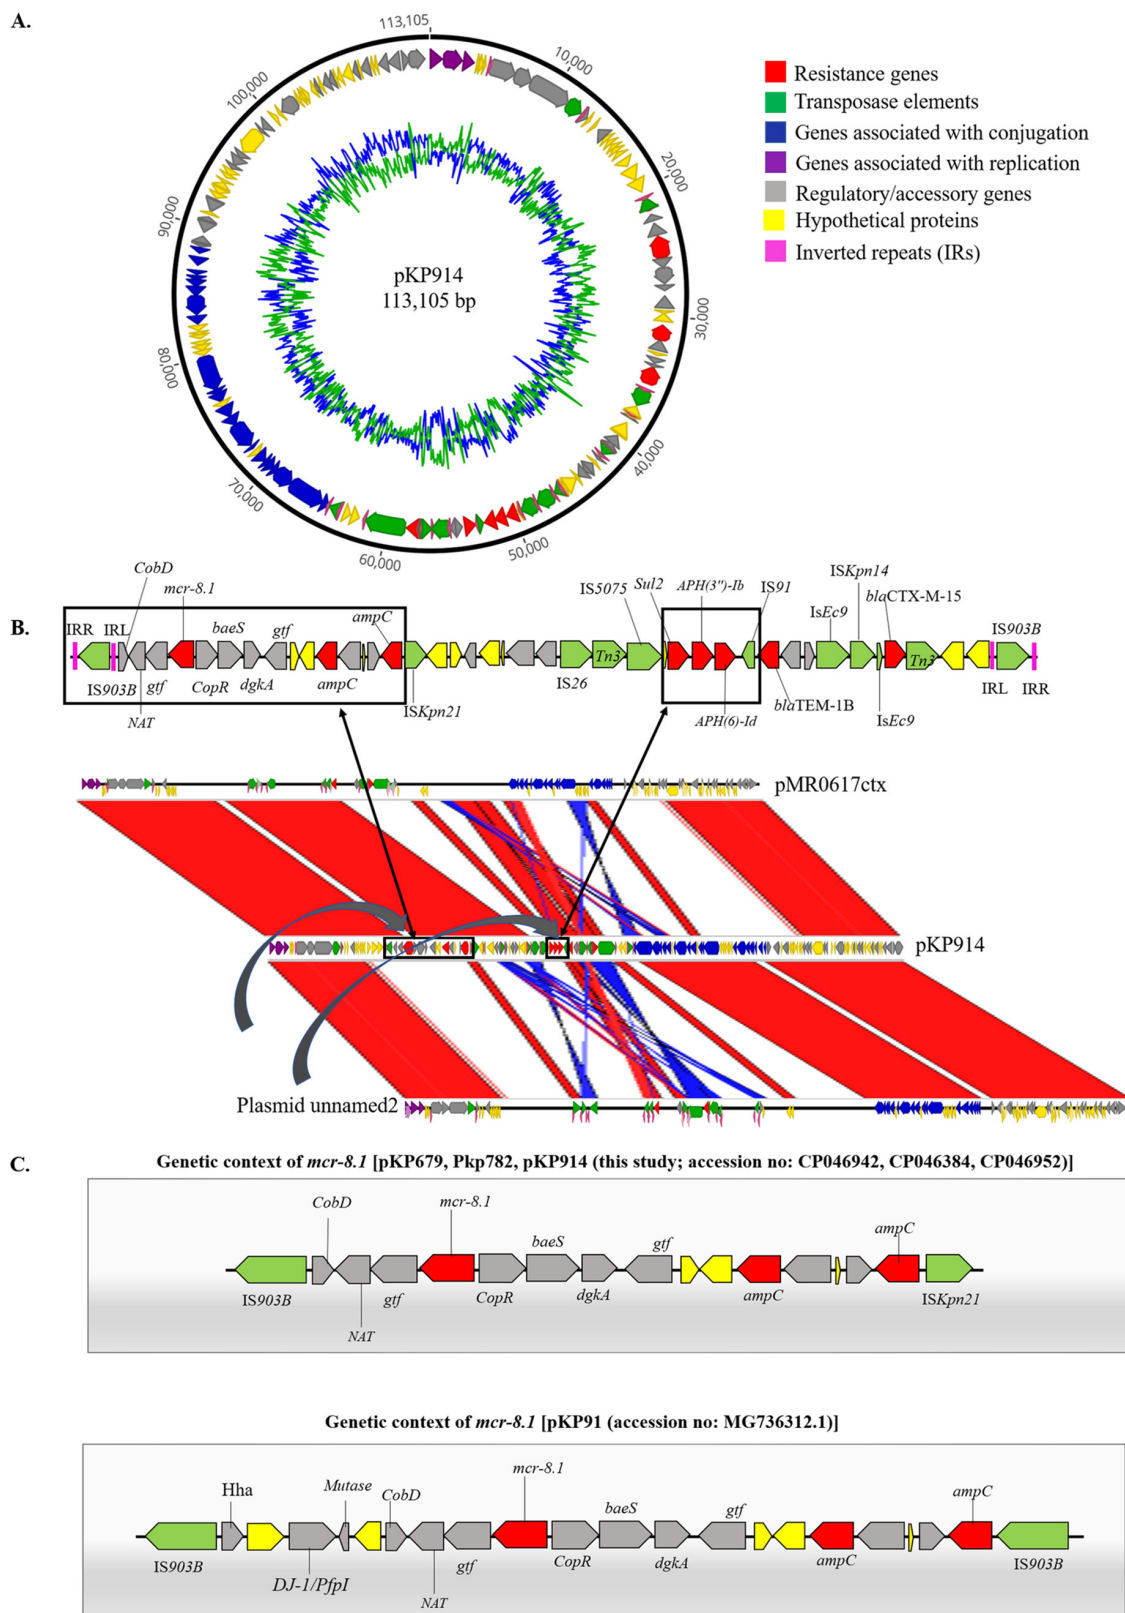 A.
113,105
10,000
20,000
30,000
40,000
50,000
60,000
70,000
80,000
90,000
100,000
pKP914
113,105 bp
Resistance genes
Transposase elements
Genes associated with conjugation
Genes associated with replication
Regulatory/accessory genes
Hypothetical proteins
Inverted repeats (IRs)
B.
CobD
mcr-8.1
IRR
IRL
baeS
gtf
ampC
IS5075
Sul2
APH(3")-Ib
IS91
ISKpn14
IsEc9
blaCTX-M-15
IS903B
Tn3
Tn3
IS903B
gtf
CopR
dgkA
ampC
IS26
IRL
IRR
NAT
ISKpn21
APH(6)-Id
blaTEM-1B
IsEc9
pMR0617ctx
pKP914
Plasmid unnamed2
C.
Genetic context of mcr-8.1 [pKP679, Pkp782, pKP914 (this study; accession no: CP046942, CP046384, CP046952)]
CobD
mcr-8.1
baeS
gtf
ampC
IS903B
gtf
CopR
dgkA
ampC
ISKpn21
NAT
Genetic context of mcr-8.1 [pKP91 (accession no: MG736312.1)]
Hha
Mutase
CobD
mcr-8.1
baeS
gtf
ampC
IS903B
DJ-1/PfpI
NAT
gtf
CopR
dgkA
ampC
IS903B